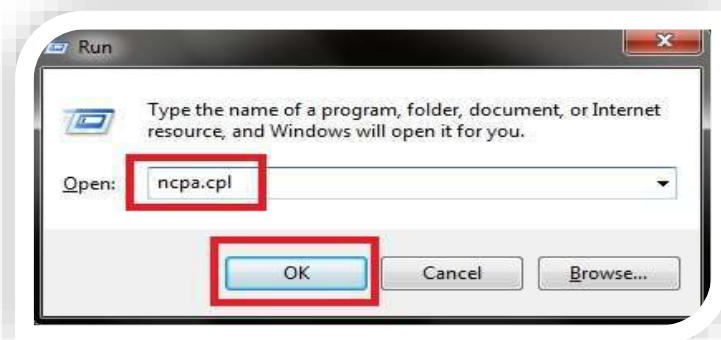 Run
Type the name of a program, folder, document, or Internet
resource, and Windows will open it for you.
Open: ncpa.cpl
OK Cancel Browse...